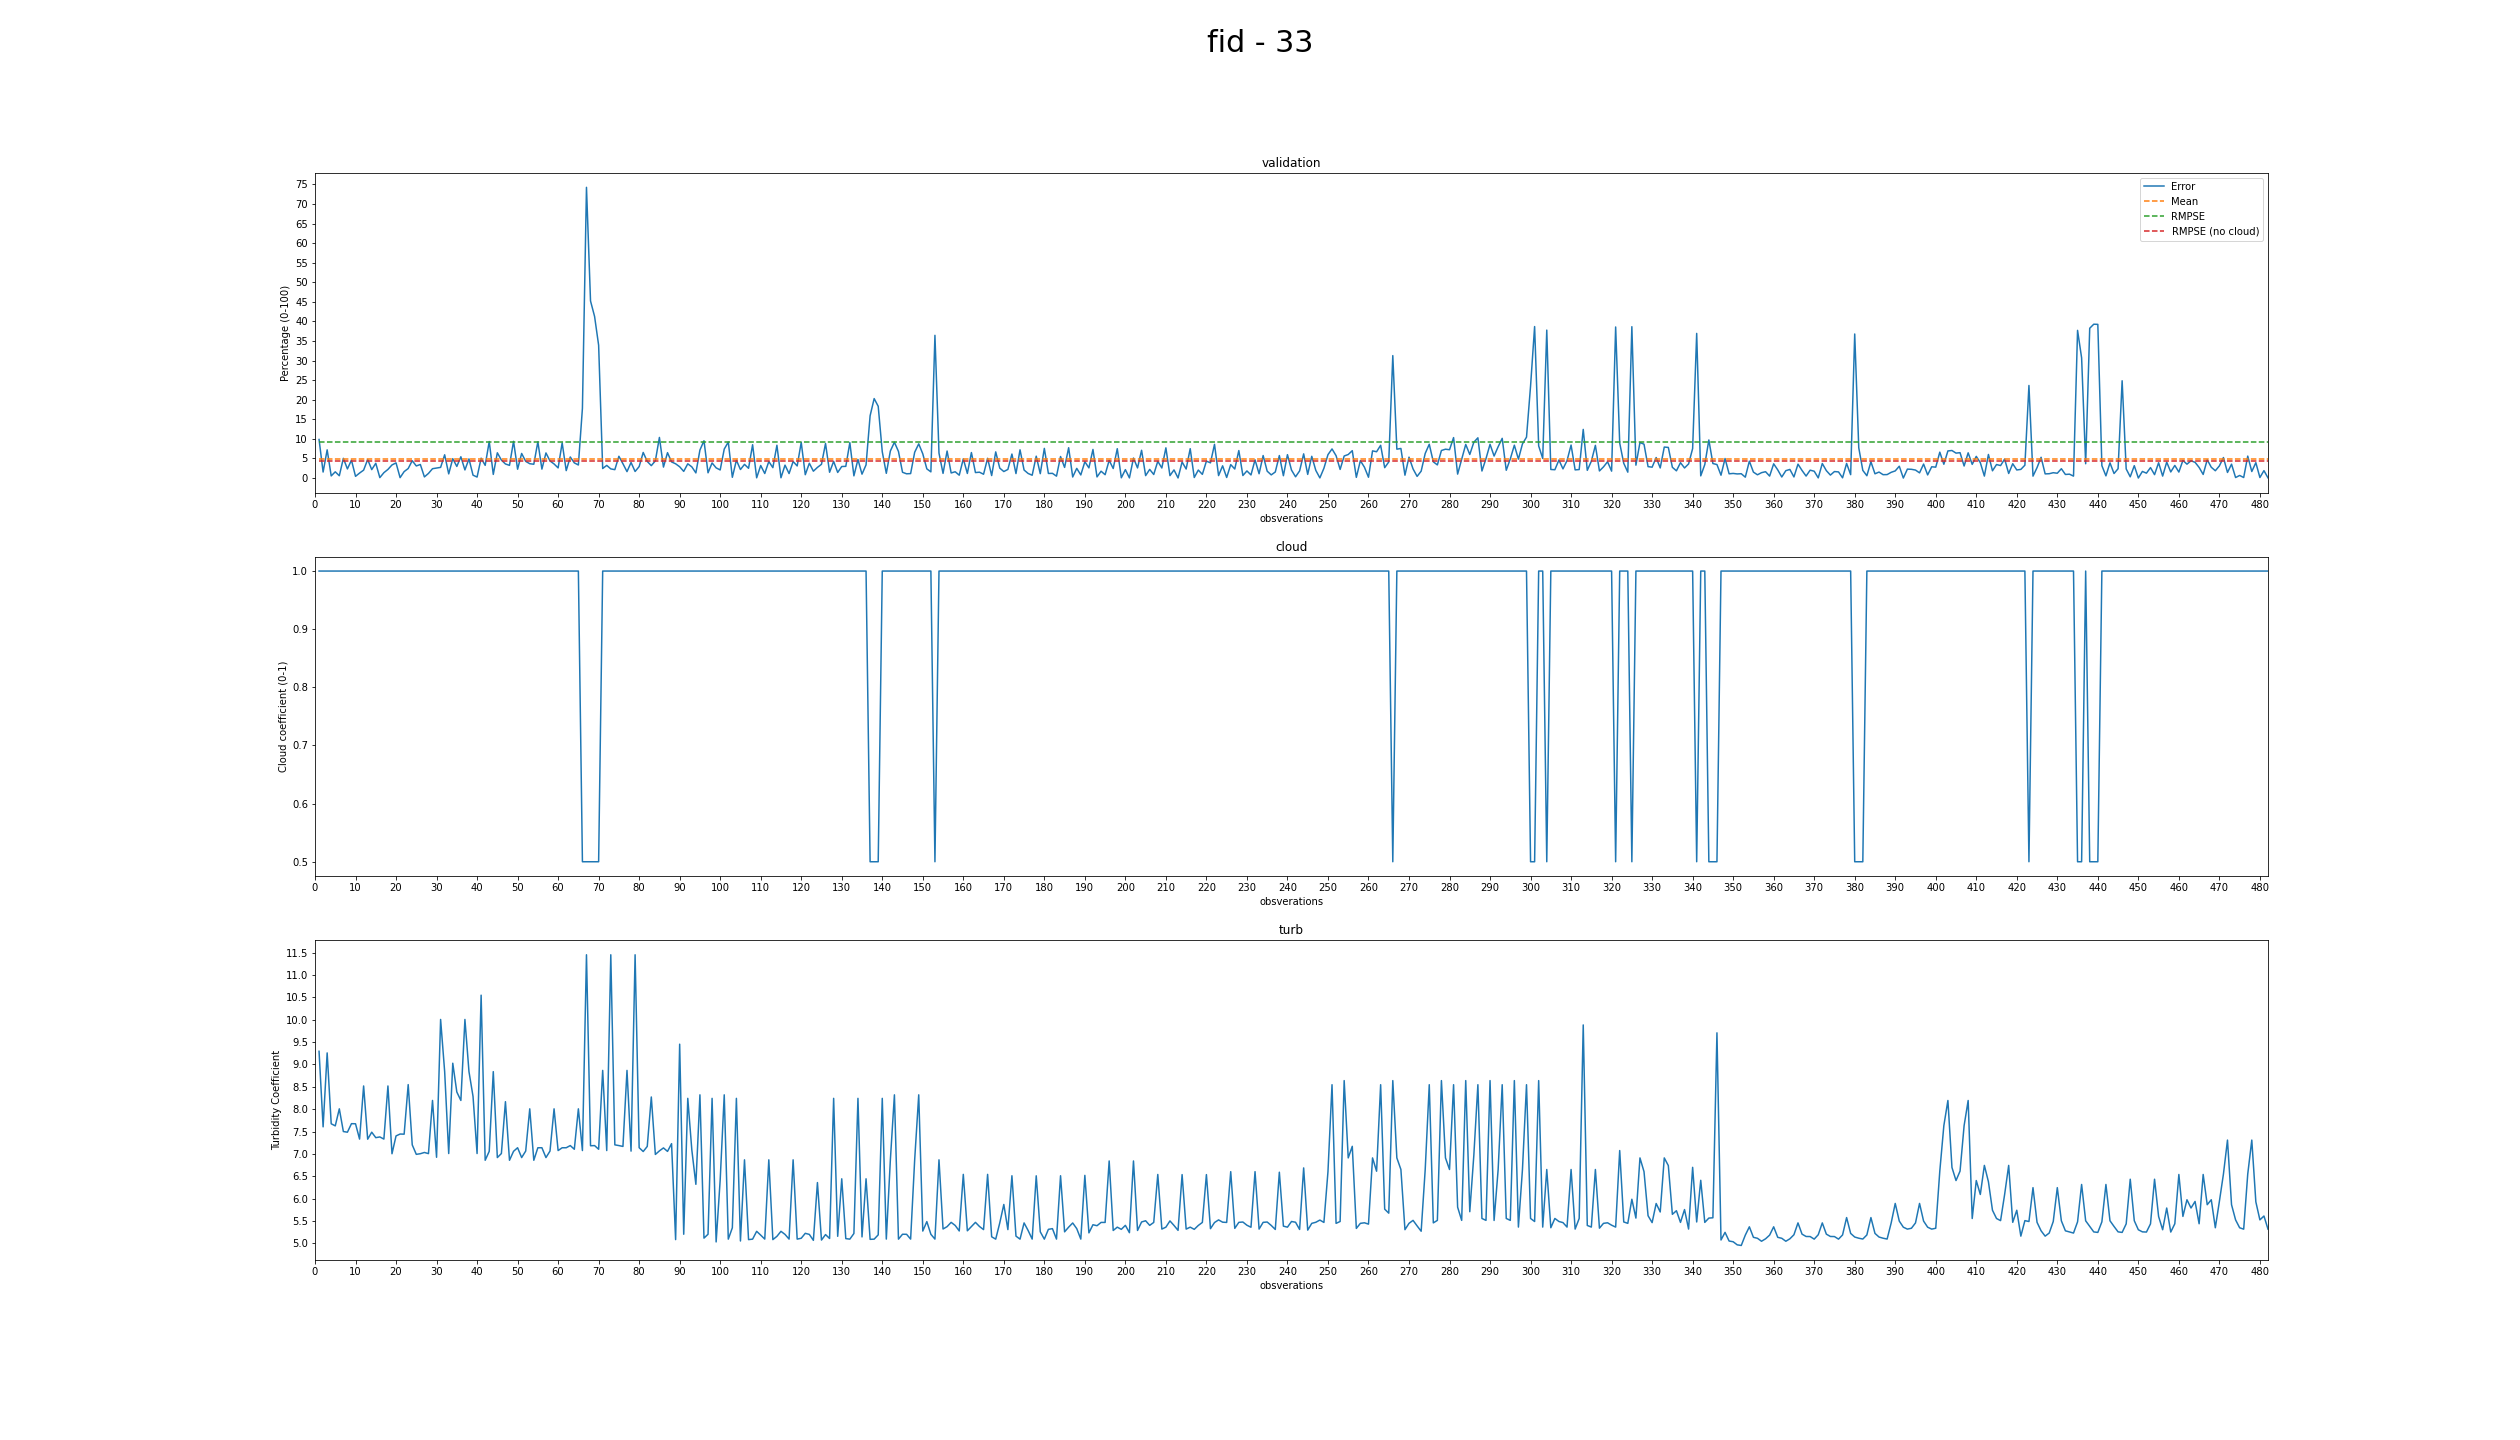 fid - 33
validation
75
70
65
60
55
50
45
40
35
30
25
20
15
10
5
0
Percentage (0-100)
Error
Mean
RMPSE
RMPSE (no cloud)
0 10 20 30 40 50 60 70 80 90 100 110 120 130 140 150 160 170 180 190 200 210 220 230 240 250 260 270 280 290 300 310 320 330 340 350 360 370 380 390 400 410 420 430 440 450 460 470 480
obsverations
cloud
1.0
0.9
0.8
0.7
0.6
0.5
Cloud coefficient (0-1)
0 10 20 30 40 50 60 70 80 90 100 110 120 130 140 150 160 170 180 190 200 210 220 230 240 250 260 270 280 290 300 310 320 330 340 350 360 370 380 390 400 410 420 430 440 450 460 470 480
obsverations
turb
11.5
11.0
10.5
10.0
9.5
9.0
8.5
8.0
7.5
7.0
6.5
6.0
5.5
5.0
Turbidity Coefficient
0 10 20 30 40 50 60 70 80 90 100 110 120 130 140 150 160 170 180 190 200 210 220 230 240 250 260 270 280 290 300 310 320 330 340 350 360 370 380 390 400 410 420 430 440 450 460 470 480
obsverations